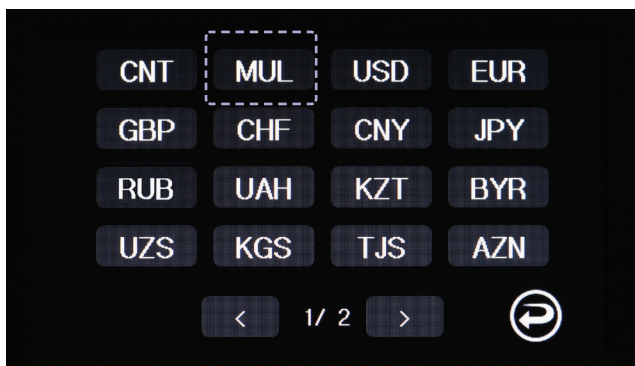 CNT MUL USD EUR
GBP CHF CNY JPY
RUB UAH KZT BYR
UZS KGS TJS AZN
< 1/ 2 >